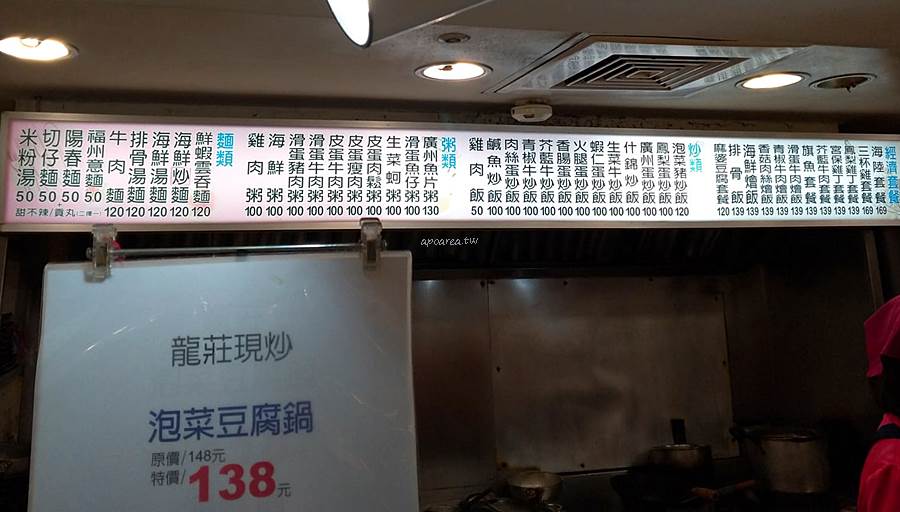 經濟套餐
海陸套餐 169
三杯雞套餐 169
鳳梨蝦套餐 139
宮保雞丁套餐 139
芥藍牛肉套餐 139
旗魚套餐 139
滑蛋牛肉燴飯 139
青椒牛肉燴飯 139
香菇肉絲燴飯 139
海鮮燴飯 139
排骨飯 139
麻婆豆腐套餐 120
炒類
泡菜豬炒飯 120
鳳梨蛋炒飯 100
廣州蛋炒飯 100
什錦炒飯 100
生菜牛炒飯 100
蝦仁蛋炒飯 100
火腿蛋炒飯 100
香腸蛋炒飯 100
芥藍牛炒飯 100
青椒牛炒飯 100
肉絲蛋炒飯 100
鹹魚炒飯 100
雞肉飯 50
粥類
廣州魚片粥 130
滑蛋魚仔粥 100
生菜蚵粥 100
皮蛋肉鬆粥 100
皮蛋瘦肉粥 100
皮蛋牛肉粥 100
滑蛋牛肉粥 100
滑蛋豬肉粥 100
海鮮粥 100
雞肉粥 100
麵類
鮮蝦雲吞麵 120
海鮮炒麵 120
海鮮湯麵 120
排骨湯麵 120
牛肉麵 120
福州意麵 50
陽春麵 50
切仔麵 50
米粉湯 50
甜不辣/貢丸(二擇一)
apoarea.tw
龍莊現炒
泡菜豆腐鍋
原價/148元
特價/138元